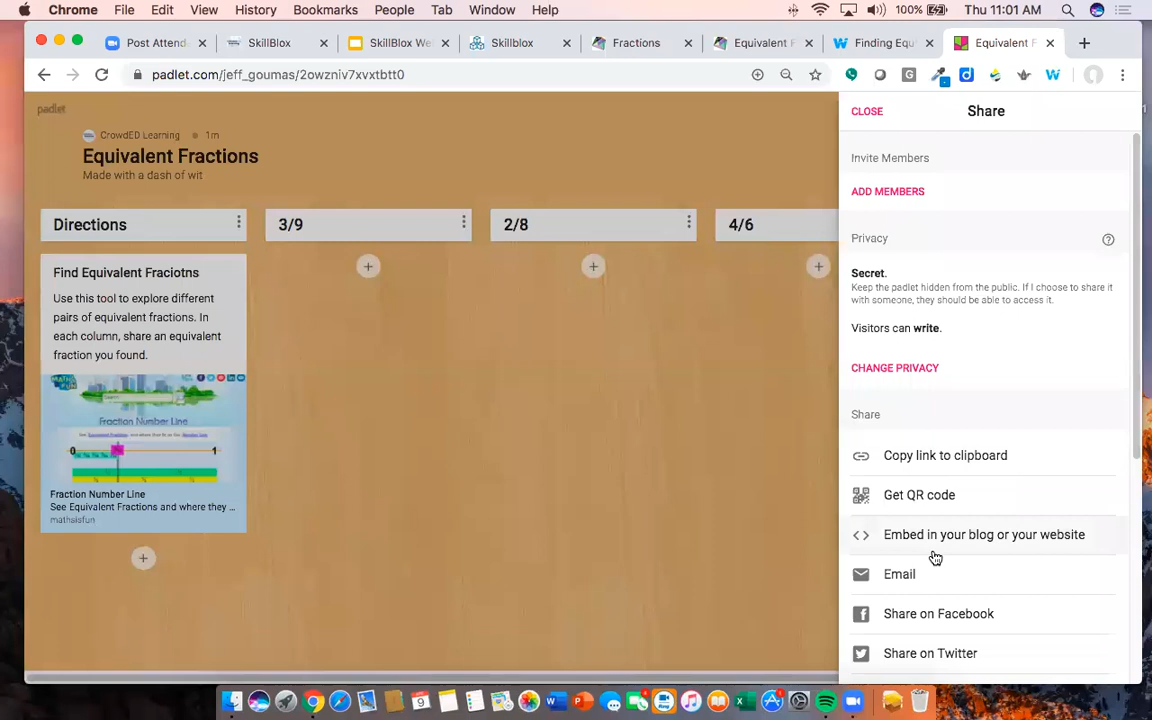 Chrome File Edit View History Bookmarks People Tab Window Help 100% Thu 11:01 AM
Post Attend SkillBlox SkillBlox We Skillblox Fractions Equivalent F Finding Equ Equivalent F
padlet.com/jeff_goumas/2owzniv7xvxtbtt0
padlet
CrowdED Learning 1m
Equivalent Fractions
Made with a dash of wit
Directions
3/9
2/8
4/6
Find Equivalent Fraciotns
Use this tool to explore different
pairs of equivalent fractions. In
each column, share an equivalent
fraction you found.
Fraction Number Line
0 1
Fraction Number Line
See Equivalent Fractions and where they ...
mathsisfun
CLOSE
Share
Invite Members
ADD MEMBERS
Privacy
Secret.
Keep the padlet hidden from the public. If I choose to share it
with someone, they should be able to access it.
Visitors can write.
CHANGE PRIVACY
Share
Copy link to clipboard
Get QR code
Embed in your blog or your website
Email
Share on Facebook
Share on Twitter